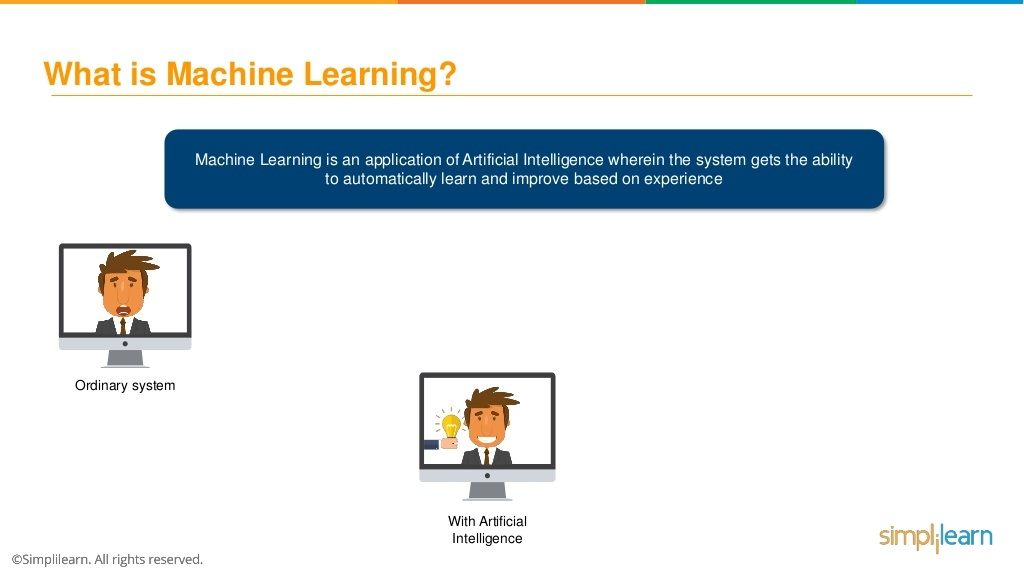 What is Machine Learning?
Machine Learning is an application of Artificial Intelligence wherein the system gets the ability
to automatically learn and improve based on experience
Ordinary system
With Artificial
Intelligence
©Simplilearn. All rights reserved.
simplilearn